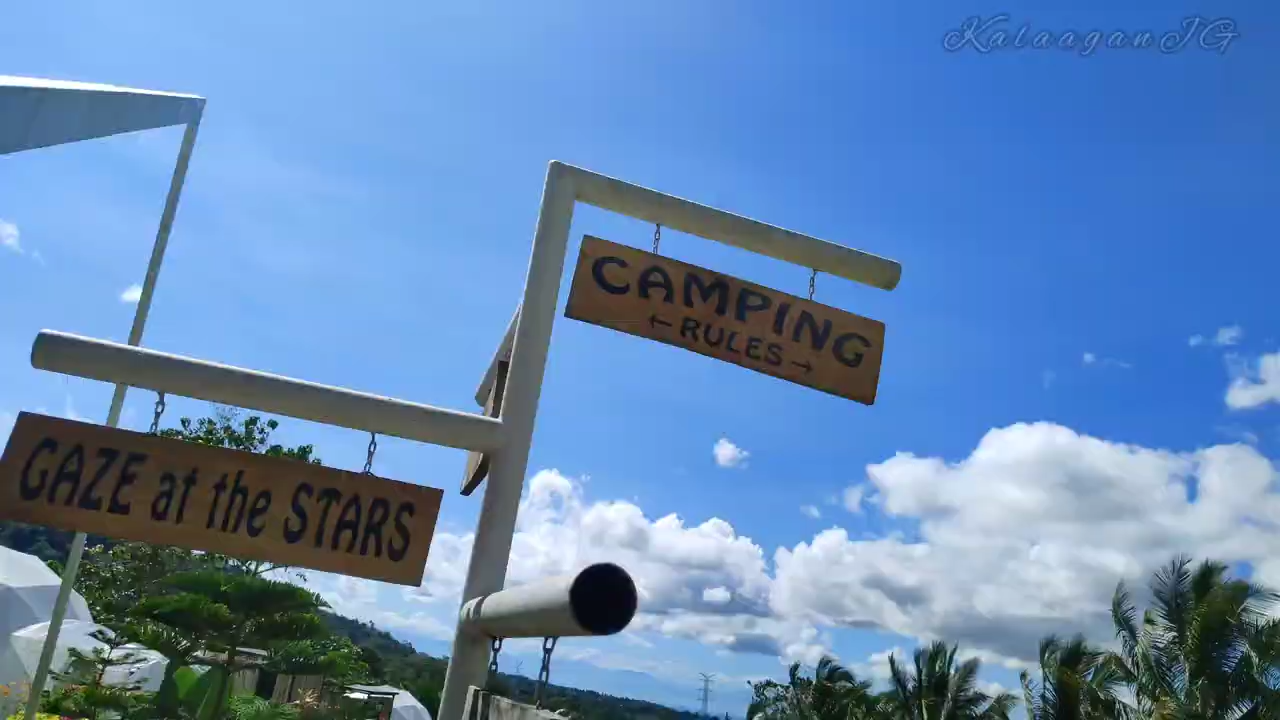 KalaaganJG
CAMPING
←RULES→
GAZE at the STARS